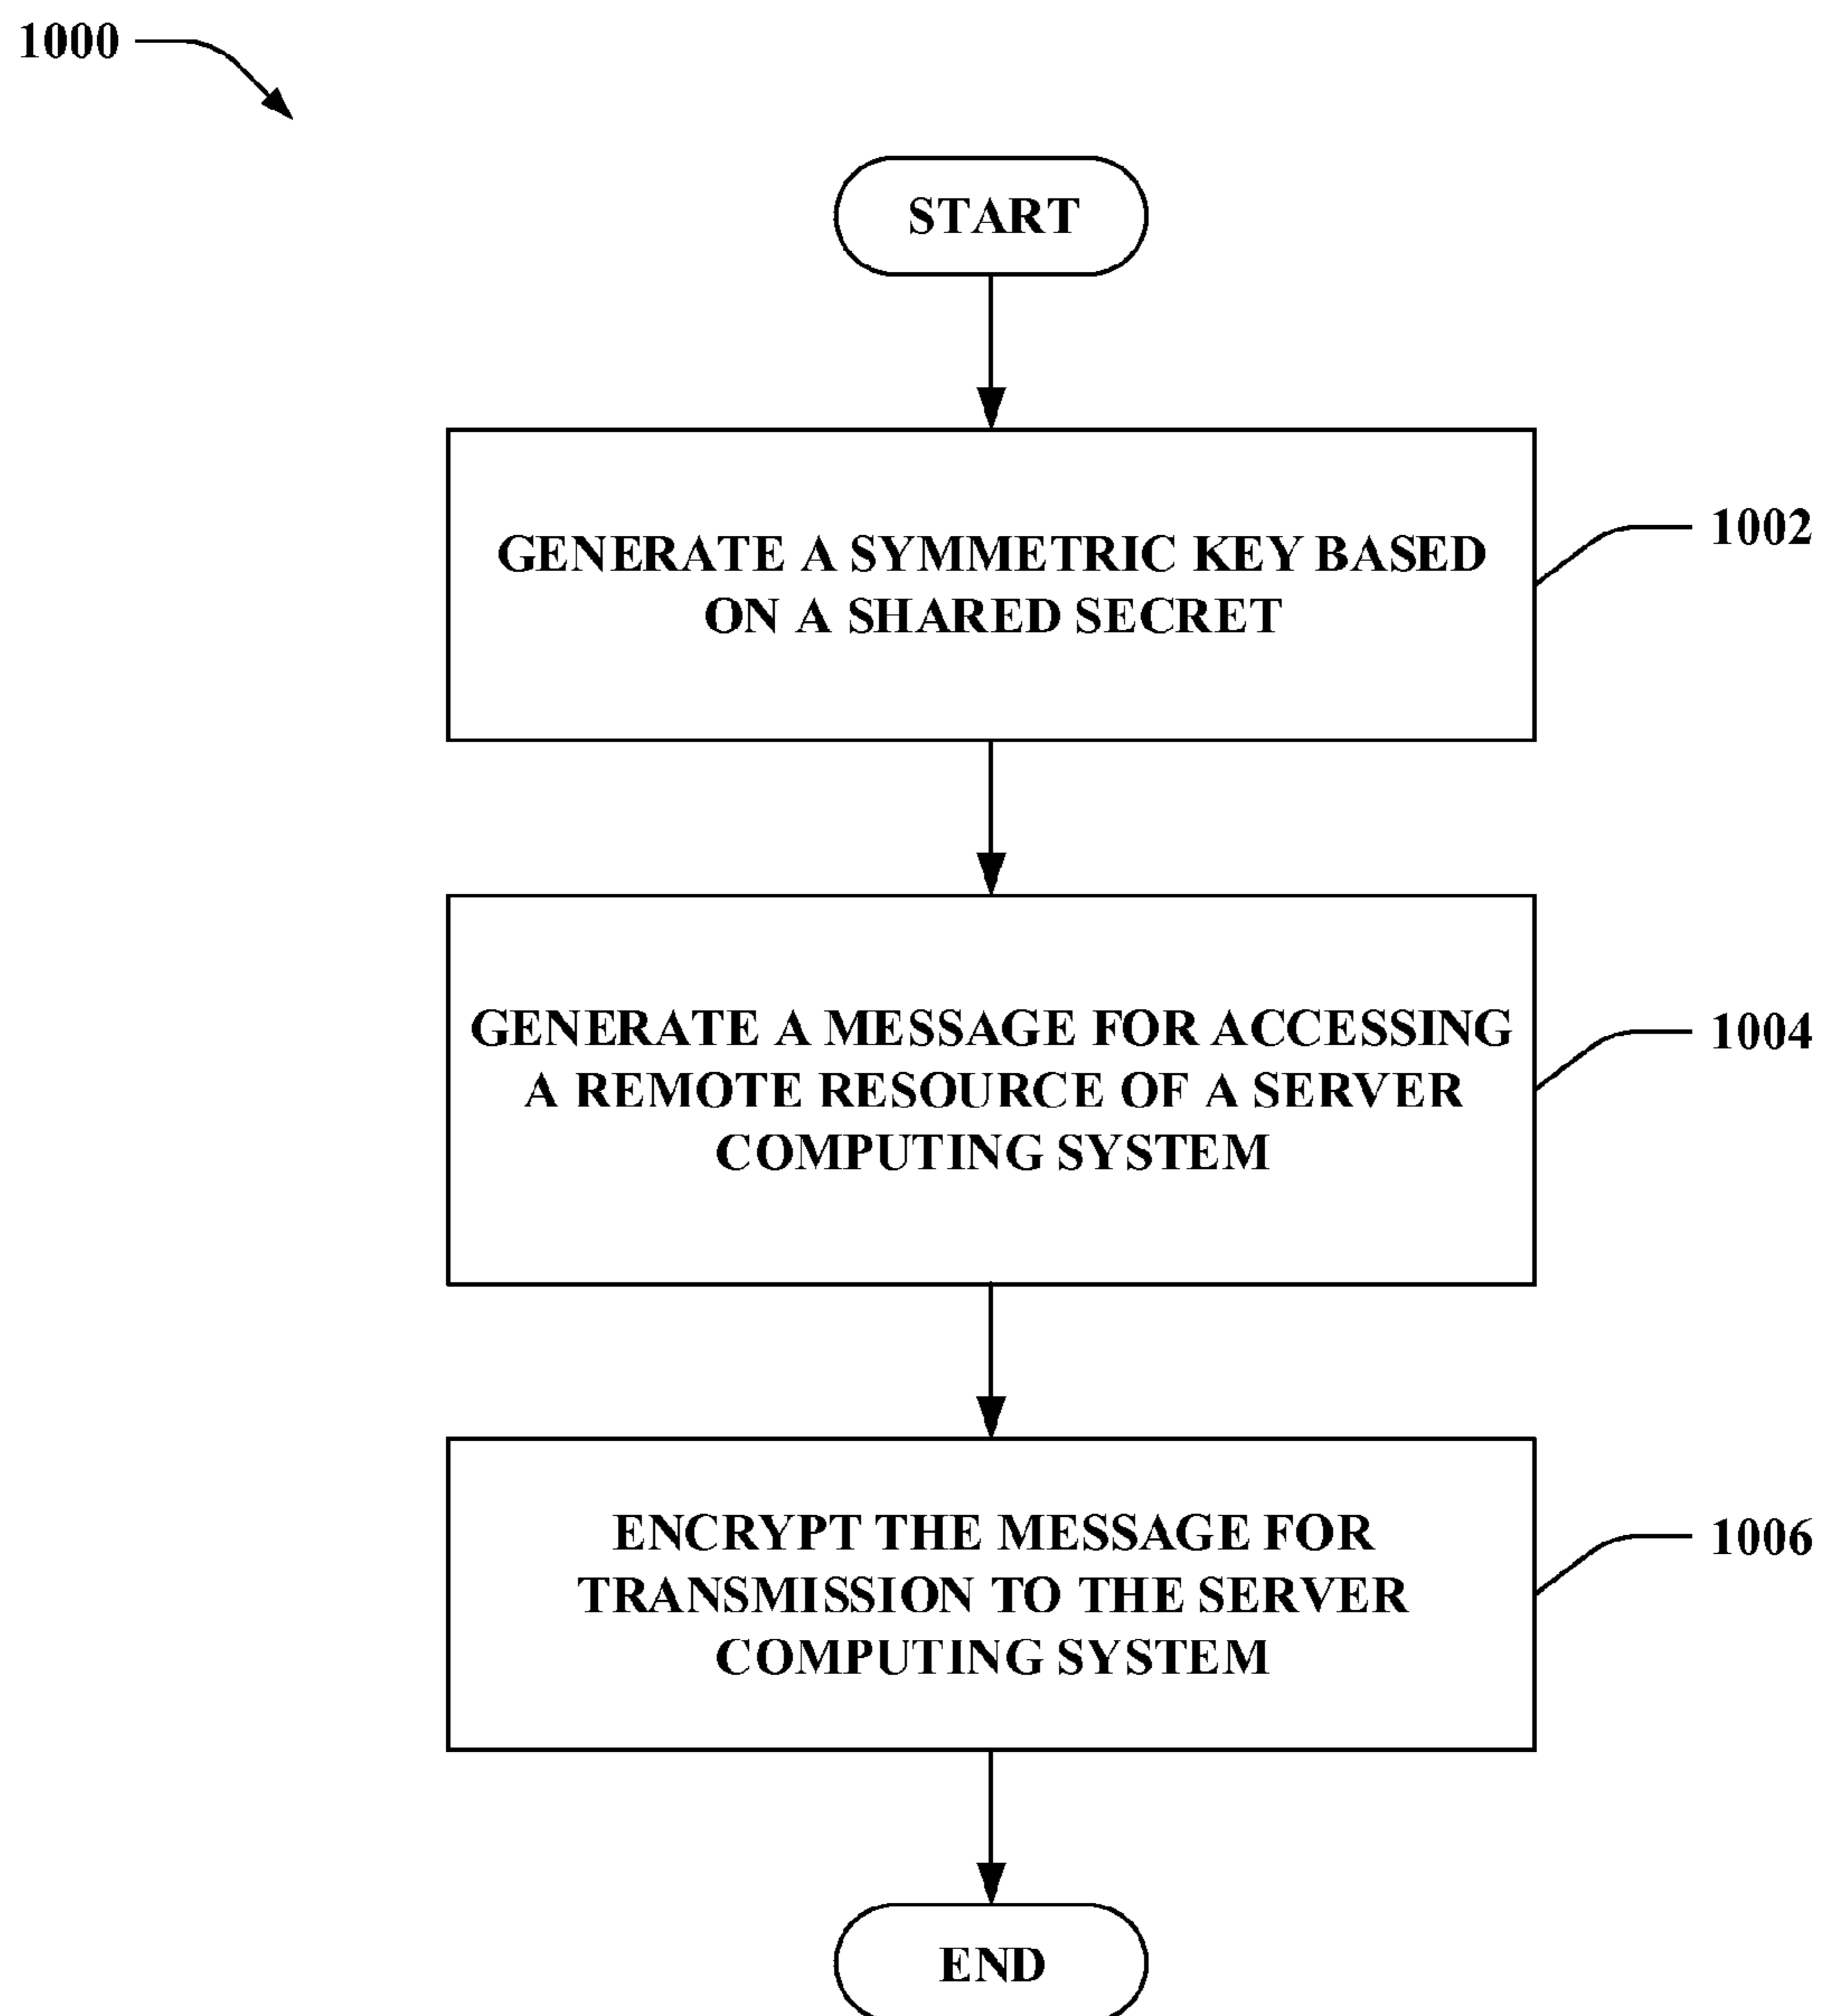 1000
START
GENERATE A SYMMETRIC KEY BASED
ON A SHARED SECRET
1002
GENERATE A MESSAGE FOR ACCESSING
A REMOTE RESOURCE OF A SERVER
COMPUTING SYSTEM
1004
ENCRYPT THE MESSAGE FOR
TRANSMISSION TO THE SERVER
COMPUTING SYSTEM
1006
END